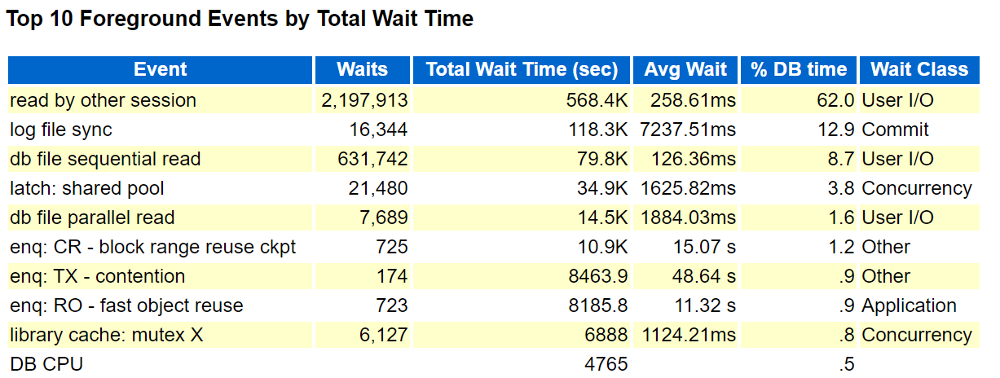 Top 10 Foreground Events by Total Wait Time
Event Waits Total Wait Time (sec) Avg Wait % DB time Wait Class
read by other session 2,197,913 568.4K 258.61ms 62.0 User I/O
log file sync 16,344 118.3K 7237.51ms 12.9 Commit
db file sequential read 631,742 79.8K 126.36ms 8.7 User I/O
latch: shared pool 21,480 34.9K 1625.82ms 3.8 Concurrency
db file parallel read 7,689 14.5K 1884.03ms 1.6 User I/O
enq: CR - block range reuse ckpt 725 10.9K 15.07 s 1.2 Other
enq: TX - contention 174 8463.9 48.64 s .9 Other
enq: RO - fast object reuse 723 8185.8 11.32 s .9 Application
library cache: mutex X 6,127 6888 1124.21ms .8 Concurrency
DB CPU 4765 .5